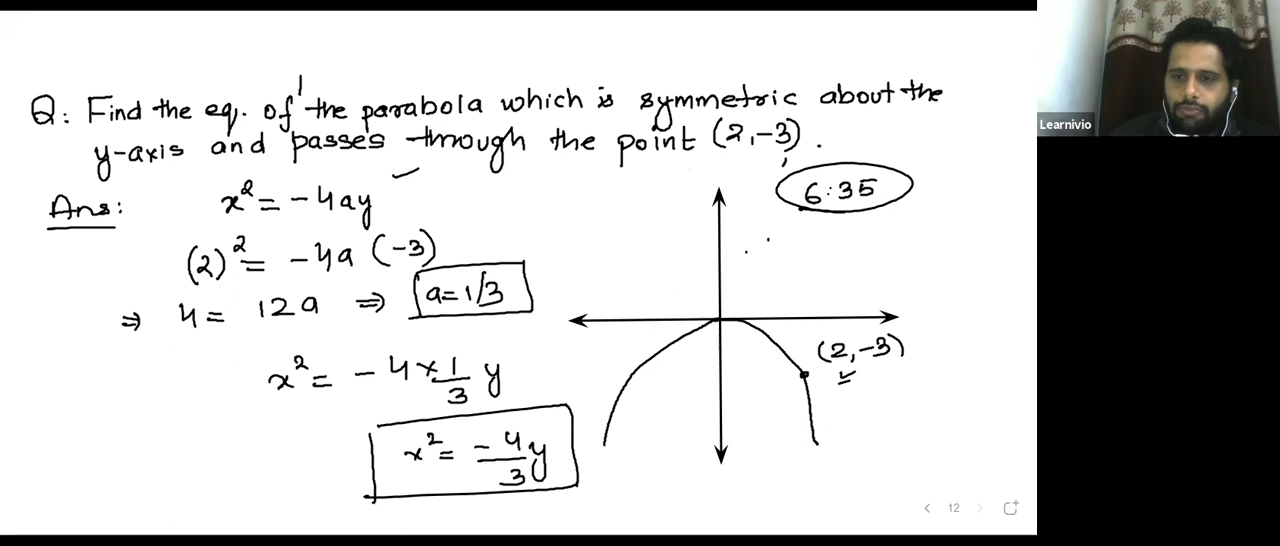 Q: Find the eq. of the parabola which is symmetric about the
y-axis and passes through the point (2,-3).
Ans:
x² = -4ay
(2)² = -4a (-3)
⇒ 4 = 12a ⇒ a = 1/3
x² = -4 × 1/3 y
x² = -4/3 y
6:35
(2,-3)
Learnivio
12